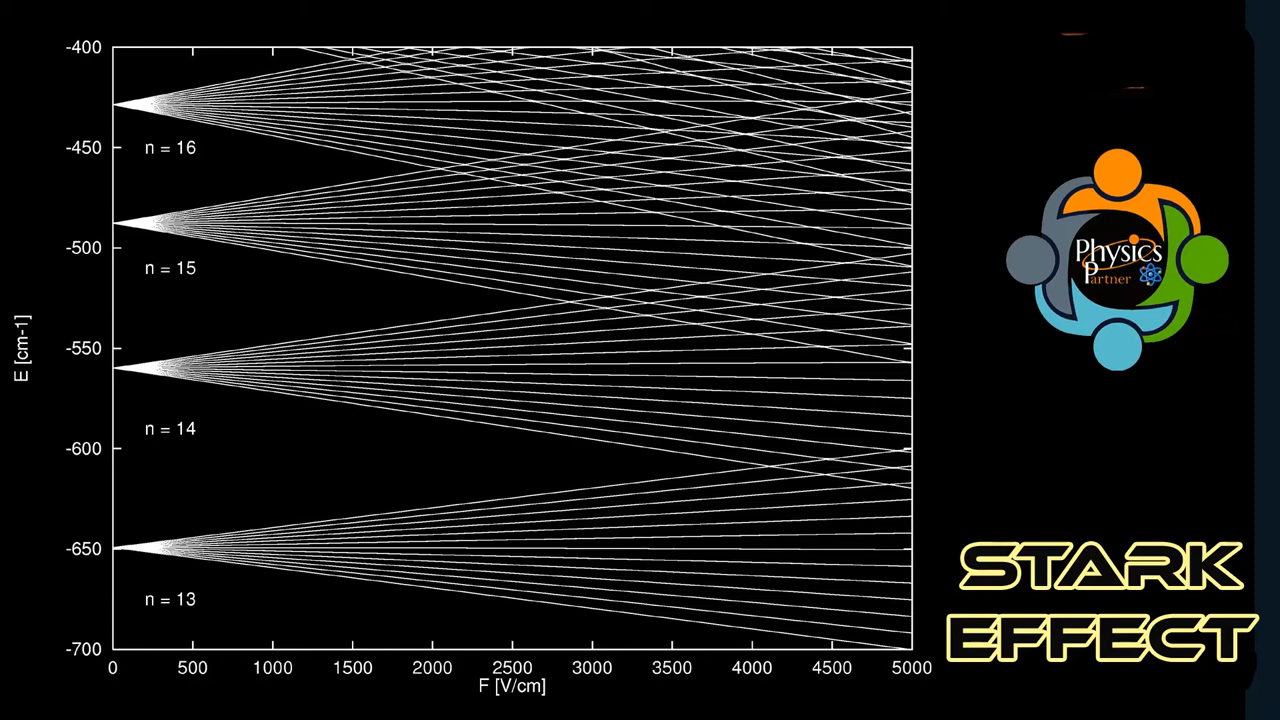 -400
-450
-500
-550
-600
-650
-700
E [cm-1]
n = 16
n = 15
n = 14
n = 13
0 500 1000 1500 2000 2500 3000 3500 4000 4500 5000
F [V/cm]
Physics
Partner
STARK
EFFECT